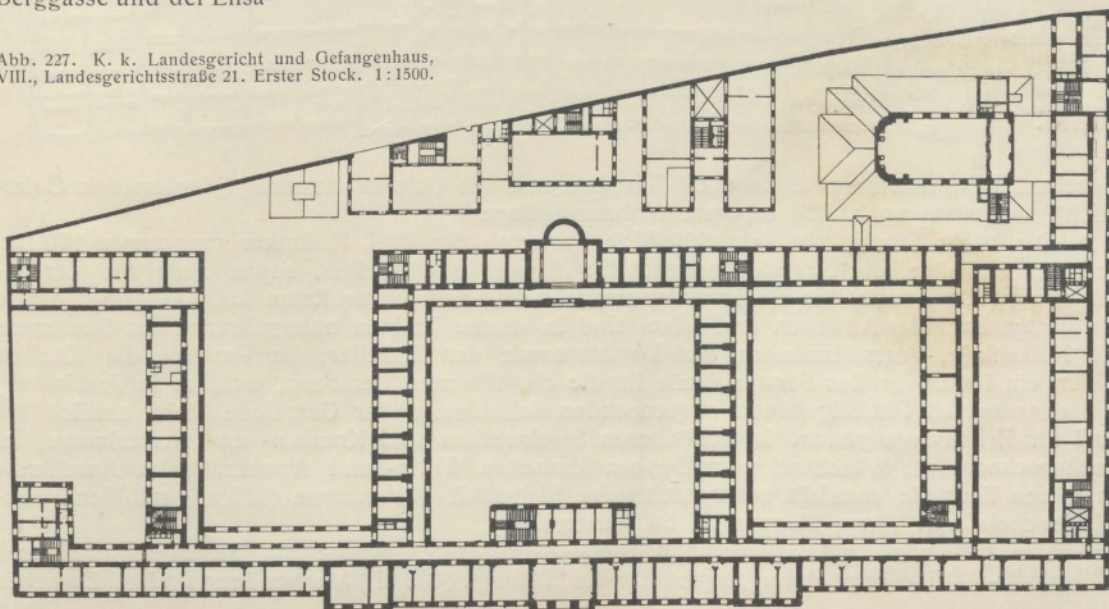 Berggasse und der Elisa-
Abb. 227. K. k. Landesgericht und Gefangenhaus,
VIII., Landesgerichtsstraße 21. Erster Stock. 1:1500.